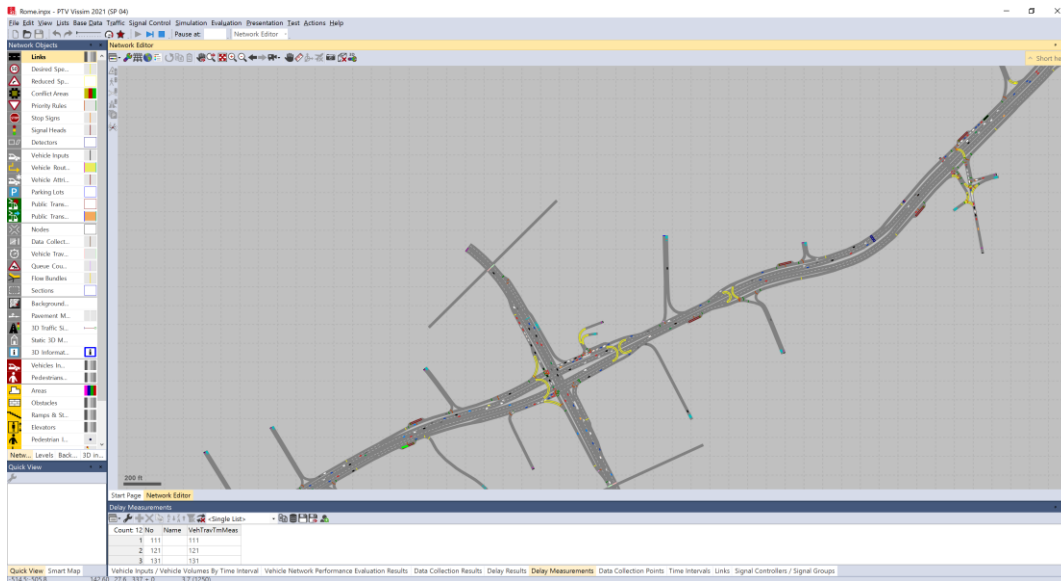 Rome.inpx - PTV Vissim 2021 (SP 04)
File Edit View Lists Base Data Traffic Signal Control Simulation Evaluation Presentation Test Actions Help
Pause at: Network Editor
Network Objects
Network Editor
Links
Short he
Desired Spe...
Reduced Sp...
Conflict Areas
Priority Rules
Stop Signs
Signal Heads
Detectors
Vehicle Inputs
Vehicle Rout...
Vehicle Attri...
Parking Lots
Public Trans...
Public Trans...
Nodes
Data Collect...
Vehicle Trav...
Queue Cou...
Flow Bundles
Sections
Background...
Pavement M...
3D Traffic Si...
Static 3D M...
3D Informat...
Vehicles In...
Pedestrians...
Areas
Obstacles
Ramps & St...
Elevators
Pedestrian I...
Netw... Levels Back... 3D In...
Quick View
200 ft
Start Page Network Editor
Delay Measurements
<Single List>
Count: 12 No Name VehTravTmMeas
1 111 111
2 121 121
3 131 131
Quick View Smart Map
Vehicle Inputs / Vehicle Volumes By Time Interval Vehicle Network Performance Evaluation Results Data Collection Results Delay Results Delay Measurements Data Collection Points Time Intervals Links Signal Controllers / Signal Groups